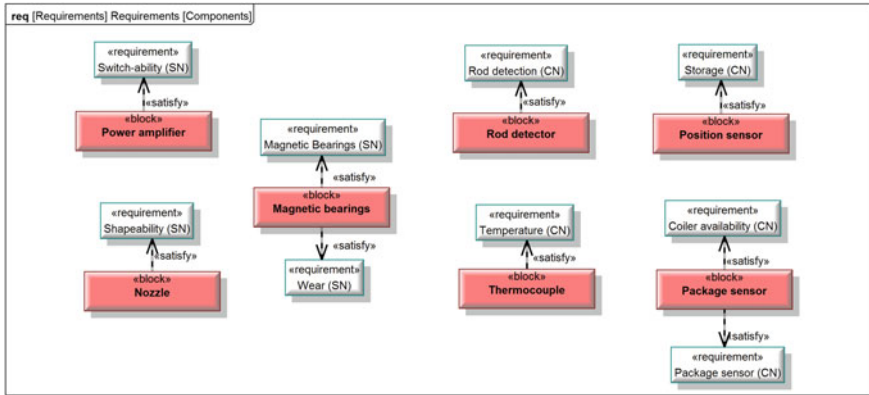 req [Requirements] Requirements [Components]
«requirement»
Switch-ability (SN)
«satisfy»
«block»
Power amplifier
«requirement»
Magnetic Bearings (SN)
«satisfy»
«block»
Magnetic bearings
«satisfy»
«requirement»
Wear (SN)
«requirement»
Shapeability (SN)
«satisfy»
«block»
Nozzle
«requirement»
Rod detection (CN)
«satisfy»
«block»
Rod detector
«requirement»
Storage (CN)
«satisfy»
«block»
Position sensor
«requirement»
Temperature (CN)
«satisfy»
«block»
Thermocouple
«requirement»
Coiler availability (CN)
«satisfy»
«block»
Package sensor
«satisfy»
«requirement»
Package sensor (CN)